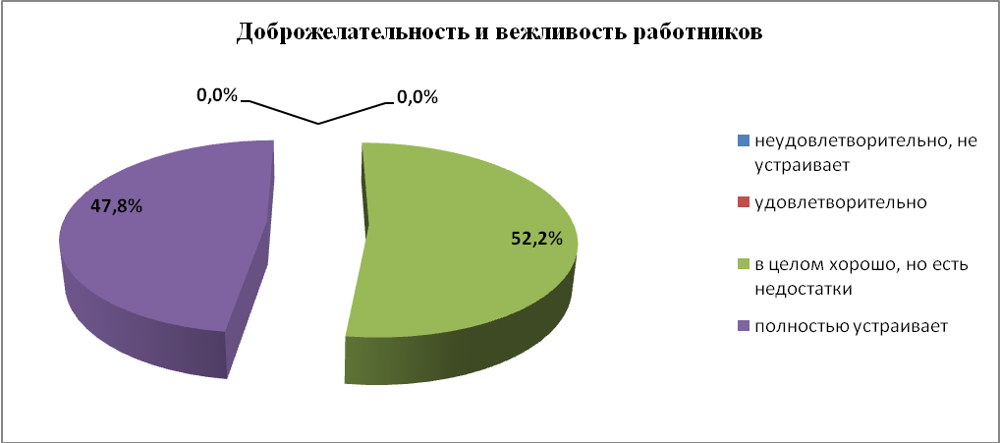 Доброжелательность и вежливость работников
0,0%
0,0%
47,8%
52,2%
неудовлетворительно, не
устраивает
удовлетворительно
в целом хорошо, но есть
недостатки
полностью устраивает